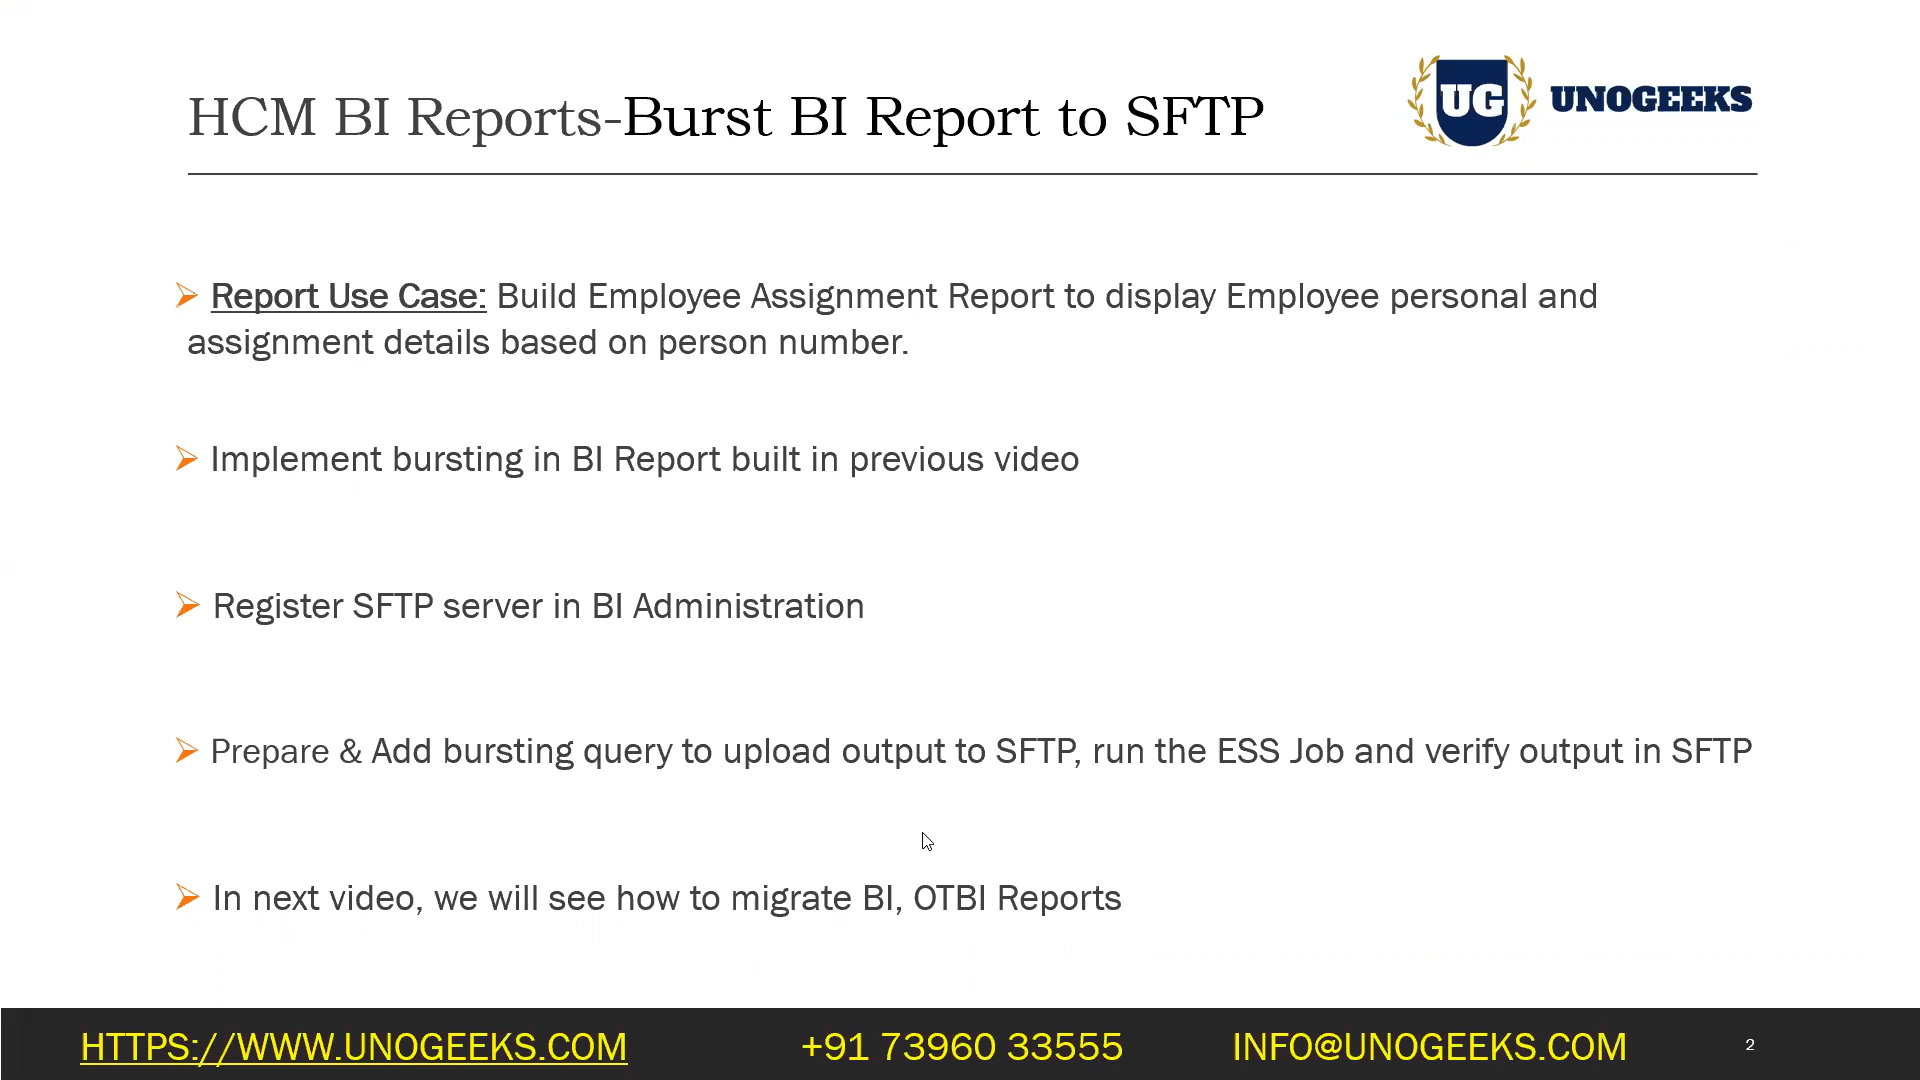 HCM BI Reports-Burst BI Report to SFTP
UG UNOGEEKS
Report Use Case: Build Employee Assignment Report to display Employee personal and
assignment details based on person number.
Implement bursting in BI Report built in previous video
Register SFTP server in BI Administration
Prepare & Add bursting query to upload output to SFTP, run the ESS Job and verify output in SFTP
In next video, we will see how to migrate BI, OTBI Reports
HTTPS://WWW.UNOGEEKS.COM +91 73960 33555 INFO@UNOGEEKS.COM 2